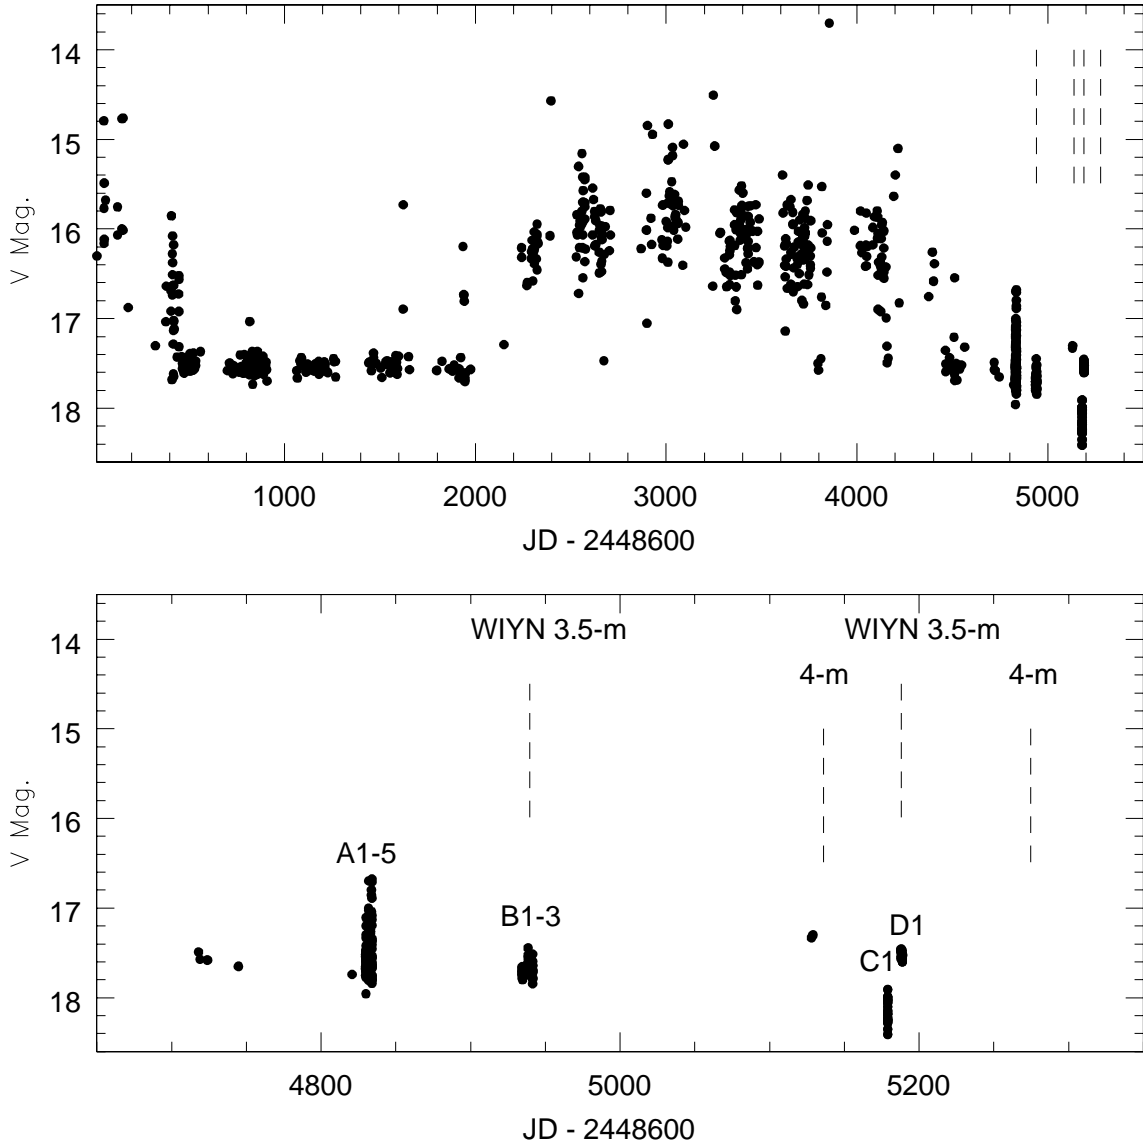 14
15
16
17
18
V Mag.
1000 2000 3000 4000 5000
JD - 2448600
WIYN 3.5-m WIYN 3.5-m
4-m 4-m
14
15
16
17
18
V Mag.
A1-5
B1-3
D1
C1
4800 5000 5200
JD - 2448600